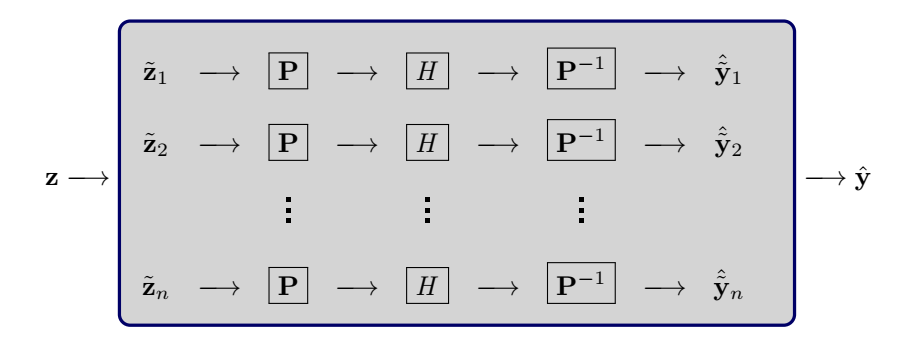 z̃₁ ⟶ P ⟶ H ⟶ P⁻¹ ⟶ ŷ̃₁
z̃₂ ⟶ P ⟶ H ⟶ P⁻¹ ⟶ ŷ̃₂
z ⟶ ⟶ ŷ
⋮ ⋮ ⋮
z̃ₙ ⟶ P ⟶ H ⟶ P⁻¹ ⟶ ŷ̃ₙ